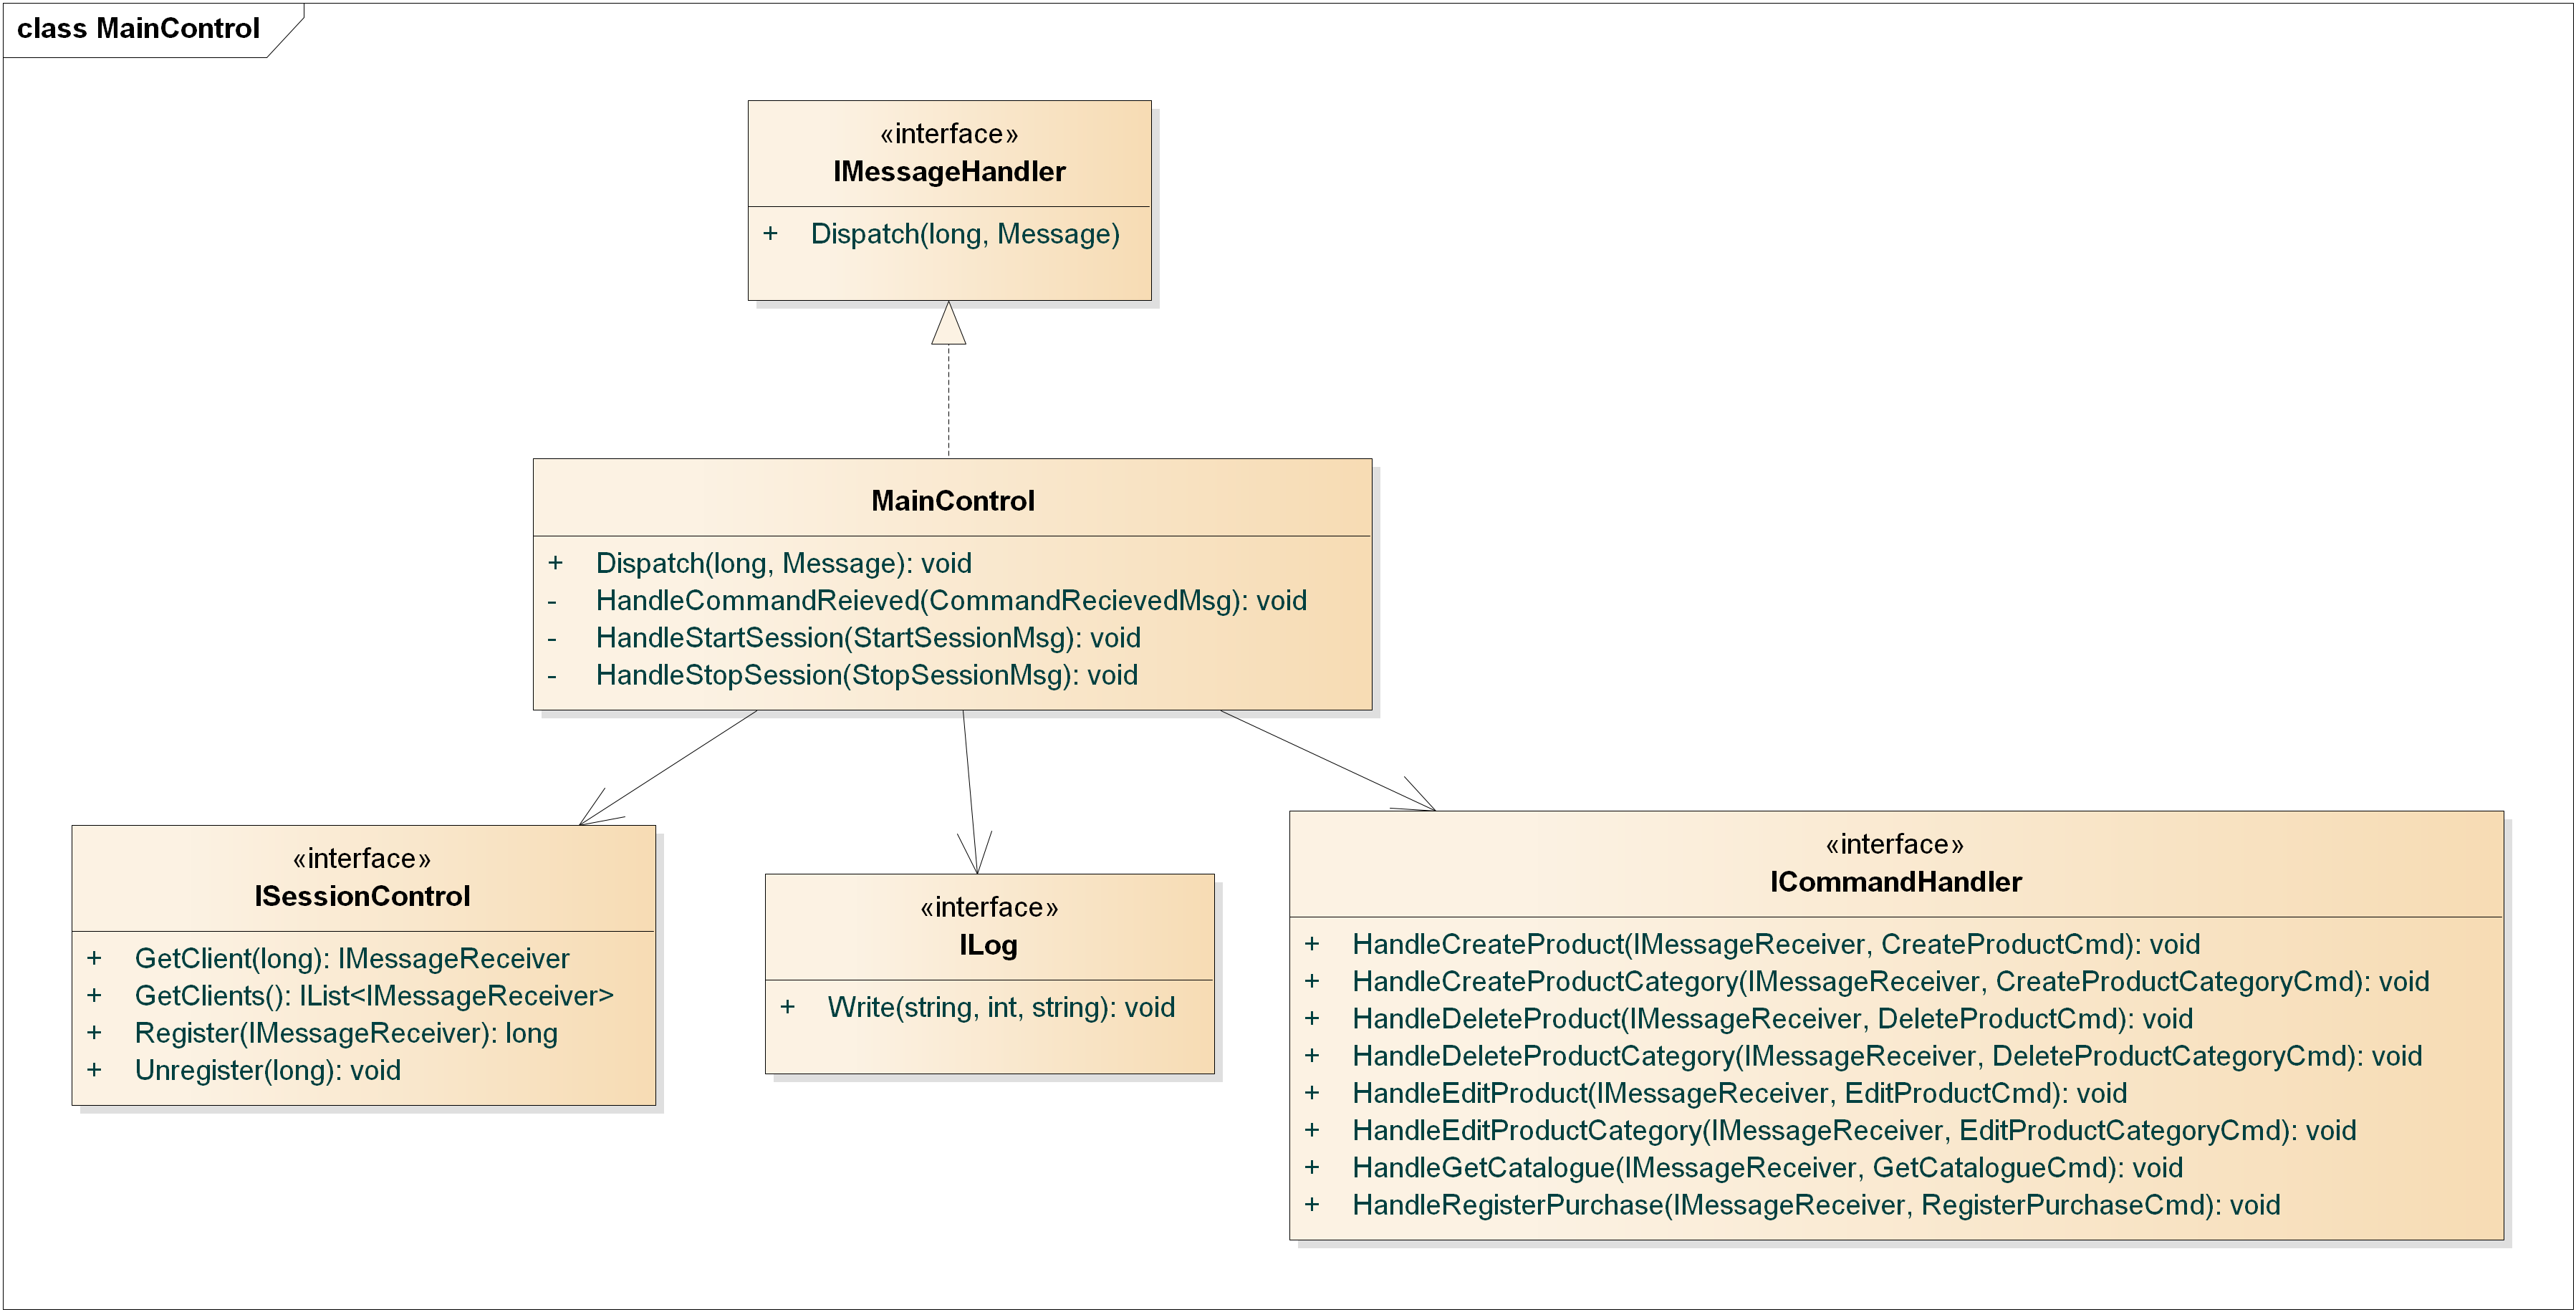 class MainControl
«interface»
IMessageHandler
+ Dispatch(long, Message)
MainControl
+ Dispatch(long, Message): void
- HandleCommandReieved(CommandRecievedMsg): void
- HandleStartSession(StartSessionMsg): void
- HandleStopSession(StopSessionMsg): void
«interface»
ISessionControl
+ GetClient(long): IMessageReceiver
+ GetClients(): IList<IMessageReceiver>
+ Register(IMessageReceiver): long
+ Unregister(long): void
«interface»
ILog
+ Write(string, int, string): void
«interface»
ICommandHandler
+ HandleCreateProduct(IMessageReceiver, CreateProductCmd): void
+ HandleCreateProductCategory(IMessageReceiver, CreateProductCategoryCmd): void
+ HandleDeleteProduct(IMessageReceiver, DeleteProductCmd): void
+ HandleDeleteProductCategory(IMessageReceiver, DeleteProductCategoryCmd): void
+ HandleEditProduct(IMessageReceiver, EditProductCmd): void
+ HandleEditProductCategory(IMessageReceiver, EditProductCategoryCmd): void
+ HandleGetCatalogue(IMessageReceiver, GetCatalogueCmd): void
+ HandleRegisterPurchase(IMessageReceiver, RegisterPurchaseCmd): void